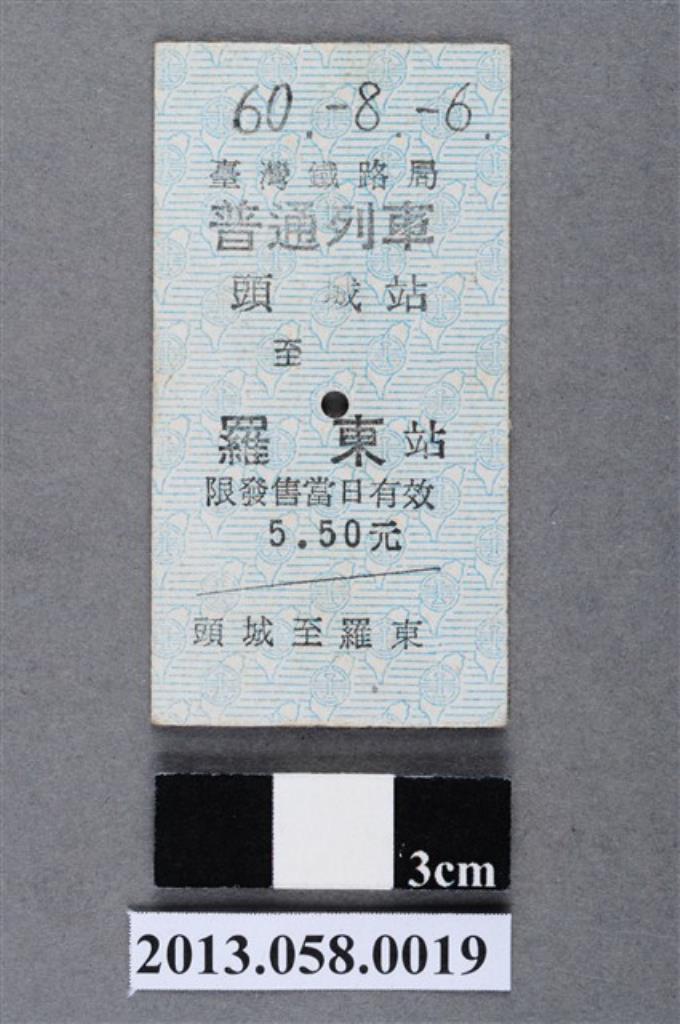 60.-8.-6.
臺灣鐵路局
普通列車
頭 城站
至
羅 東站
限發售當日有效
5.50元
頭城至羅東
3cm
2013.058.0019